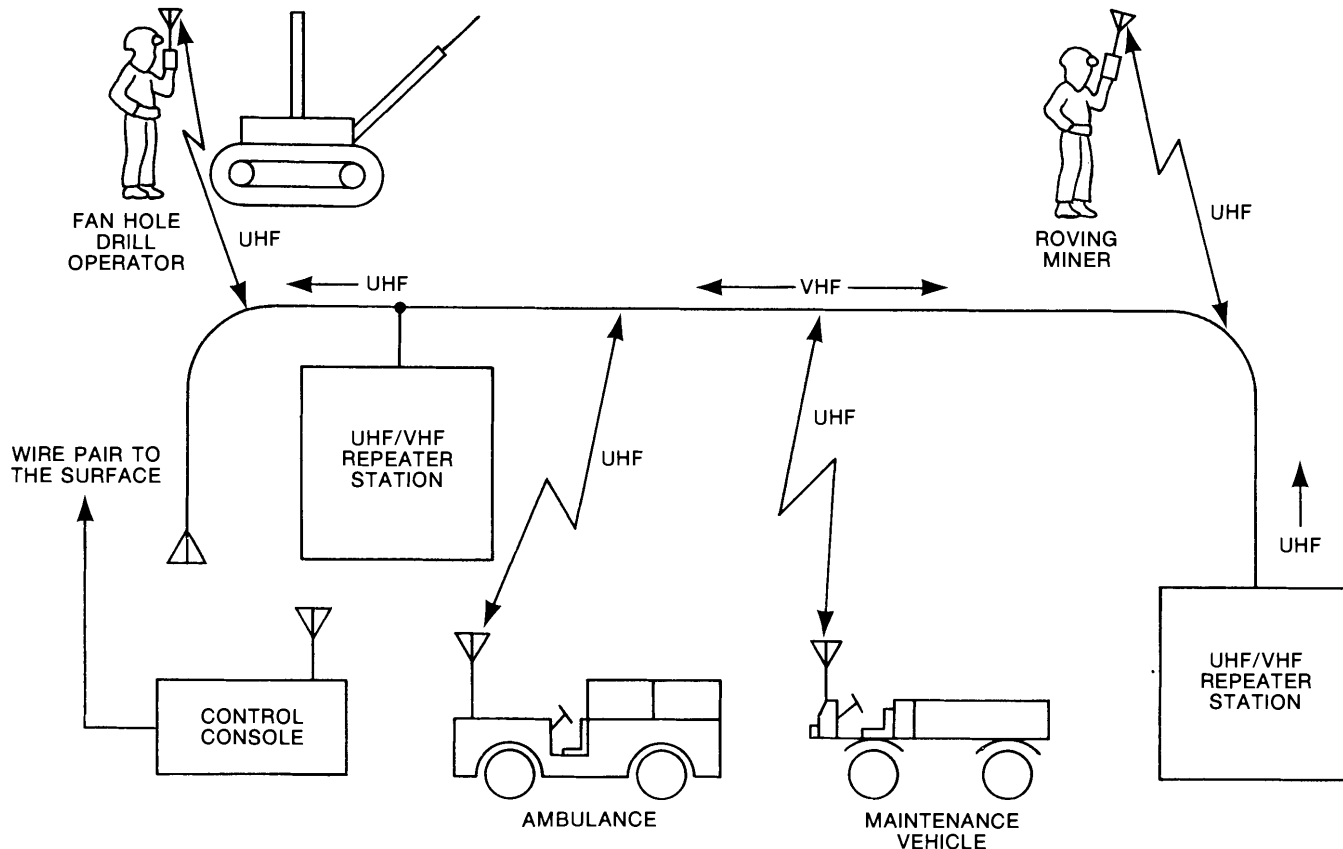 FAN HOLE
DRILL
OPERATOR
UHF
ROVING
MINER
UHF
UHF
VHF
WIRE PAIR TO
THE SURFACE
UHF/VHF
REPEATER
STATION
UHF
UHF
UHF
CONTROL
CONSOLE
UHF/VHF
REPEATER
STATION
AMBULANCE
MAINTENANCE
VEHICLE